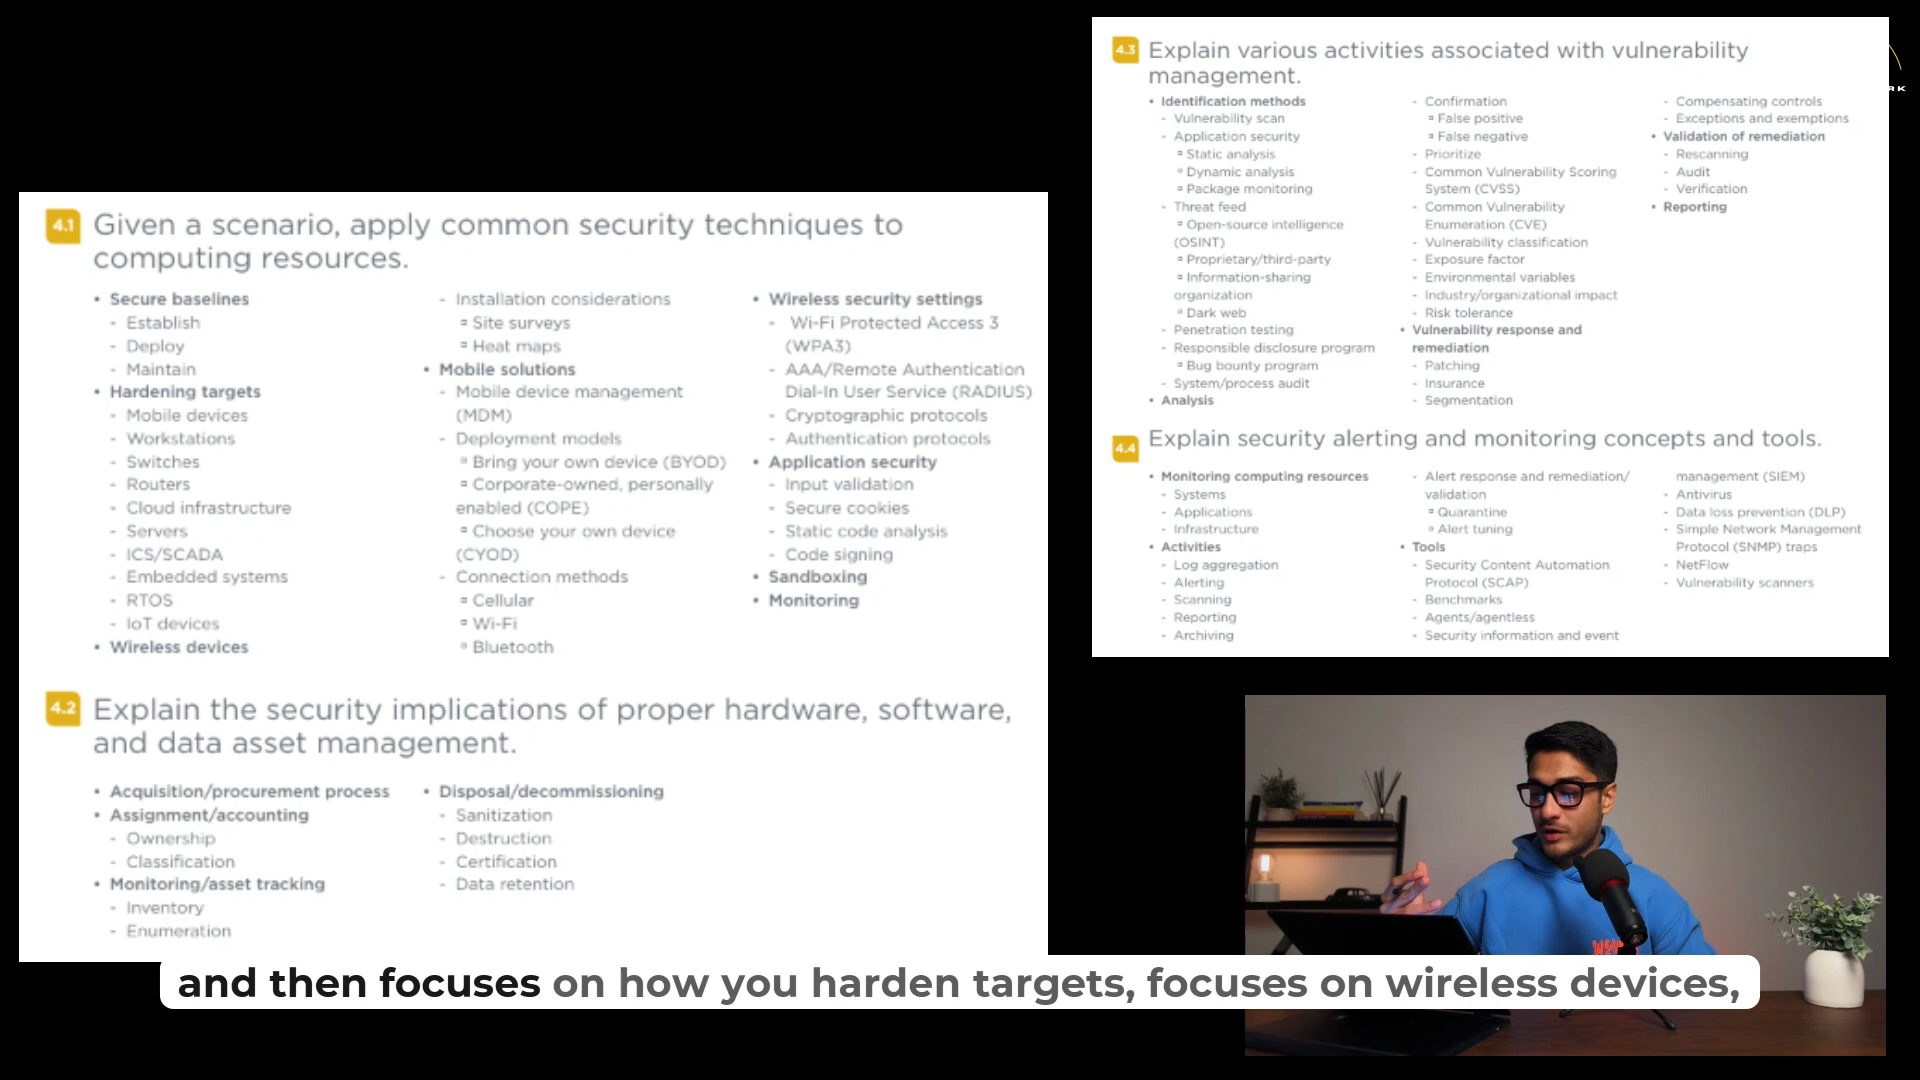 4.1 Given a scenario, apply common security techniques to
computing resources.
• Secure baselines
- Establish
- Deploy
- Maintain
• Hardening targets
- Mobile devices
- Workstations
- Switches
- Routers
- Cloud infrastructure
- Servers
- ICS/SCADA
- Embedded systems
- RTOS
- IoT devices
• Wireless devices
- Installation considerations
▫ Site surveys
▫ Heat maps
• Mobile solutions
- Mobile device management
(MDM)
- Deployment models
▫ Bring your own device (BYOD)
▫ Corporate-owned, personally
enabled (COPE)
▫ Choose your own device
(CYOD)
- Connection methods
▫ Cellular
▫ Wi-Fi
▫ Bluetooth
• Wireless security settings
- Wi-Fi Protected Access 3
(WPA3)
- AAA/Remote Authentication
Dial-In User Service (RADIUS)
- Cryptographic protocols
- Authentication protocols
• Application security
- Input validation
- Secure cookies
- Static code analysis
- Code signing
• Sandboxing
• Monitoring
4.2 Explain the security implications of proper hardware, software,
and data asset management.
• Acquisition/procurement process
• Assignment/accounting
- Ownership
- Classification
• Monitoring/asset tracking
- Inventory
- Enumeration
• Disposal/decommissioning
- Sanitization
- Destruction
- Certification
- Data retention
4.3 Explain various activities associated with vulnerability
management.
• Identification methods
- Vulnerability scan
- Application security
▫ Static analysis
▫ Dynamic analysis
▫ Package monitoring
- Threat feed
▫ Open-source intelligence
(OSINT)
▫ Proprietary/third-party
▫ Information-sharing
organization
▫ Dark web
- Penetration testing
- Responsible disclosure program
▫ Bug bounty program
- System/process audit
• Analysis
- Confirmation
▫ False positive
▫ False negative
- Prioritize
- Common Vulnerability Scoring
System (CVSS)
- Common Vulnerability
Enumeration (CVE)
- Vulnerability classification
- Exposure factor
- Environmental variables
- Industry/organizational impact
- Risk tolerance
• Vulnerability response and
remediation
- Patching
- Insurance
- Segmentation
- Compensating controls
- Exceptions and exemptions
• Validation of remediation
- Rescanning
- Audit
- Verification
• Reporting
4.4 Explain security alerting and monitoring concepts and tools.
• Monitoring computing resources
- Systems
- Applications
- Infrastructure
• Activities
- Log aggregation
- Alerting
- Scanning
- Reporting
- Archiving
- Alert response and remediation/
validation
▫ Quarantine
▫ Alert tuning
• Tools
- Security Content Automation
Protocol (SCAP)
- Benchmarks
- Agents/agentless
- Security information and event
management (SIEM)
- Antivirus
- Data loss prevention (DLP)
- Simple Network Management
Protocol (SNMP) traps
- NetFlow
- Vulnerability scanners
and then focuses on how you harden targets, focuses on wireless devices,